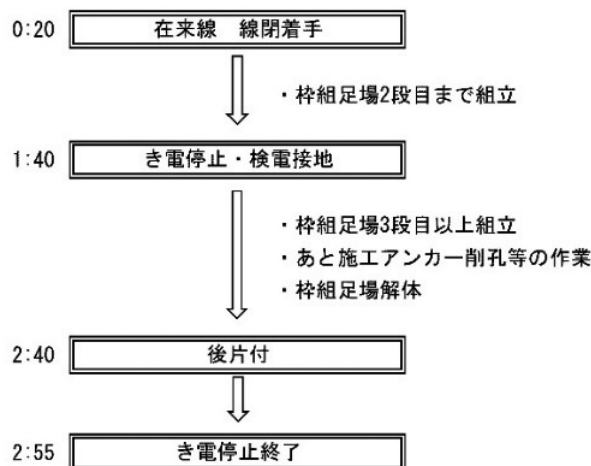 0:20 在来線 線閉着手
・枠組足場2段目まで組立
1:40 き電停止・検電接地
・枠組足場3段目以上組立
・あと施工アンカー削孔等の作業
・枠組足場解体
2:40 後片付
2:55 き電停止終了